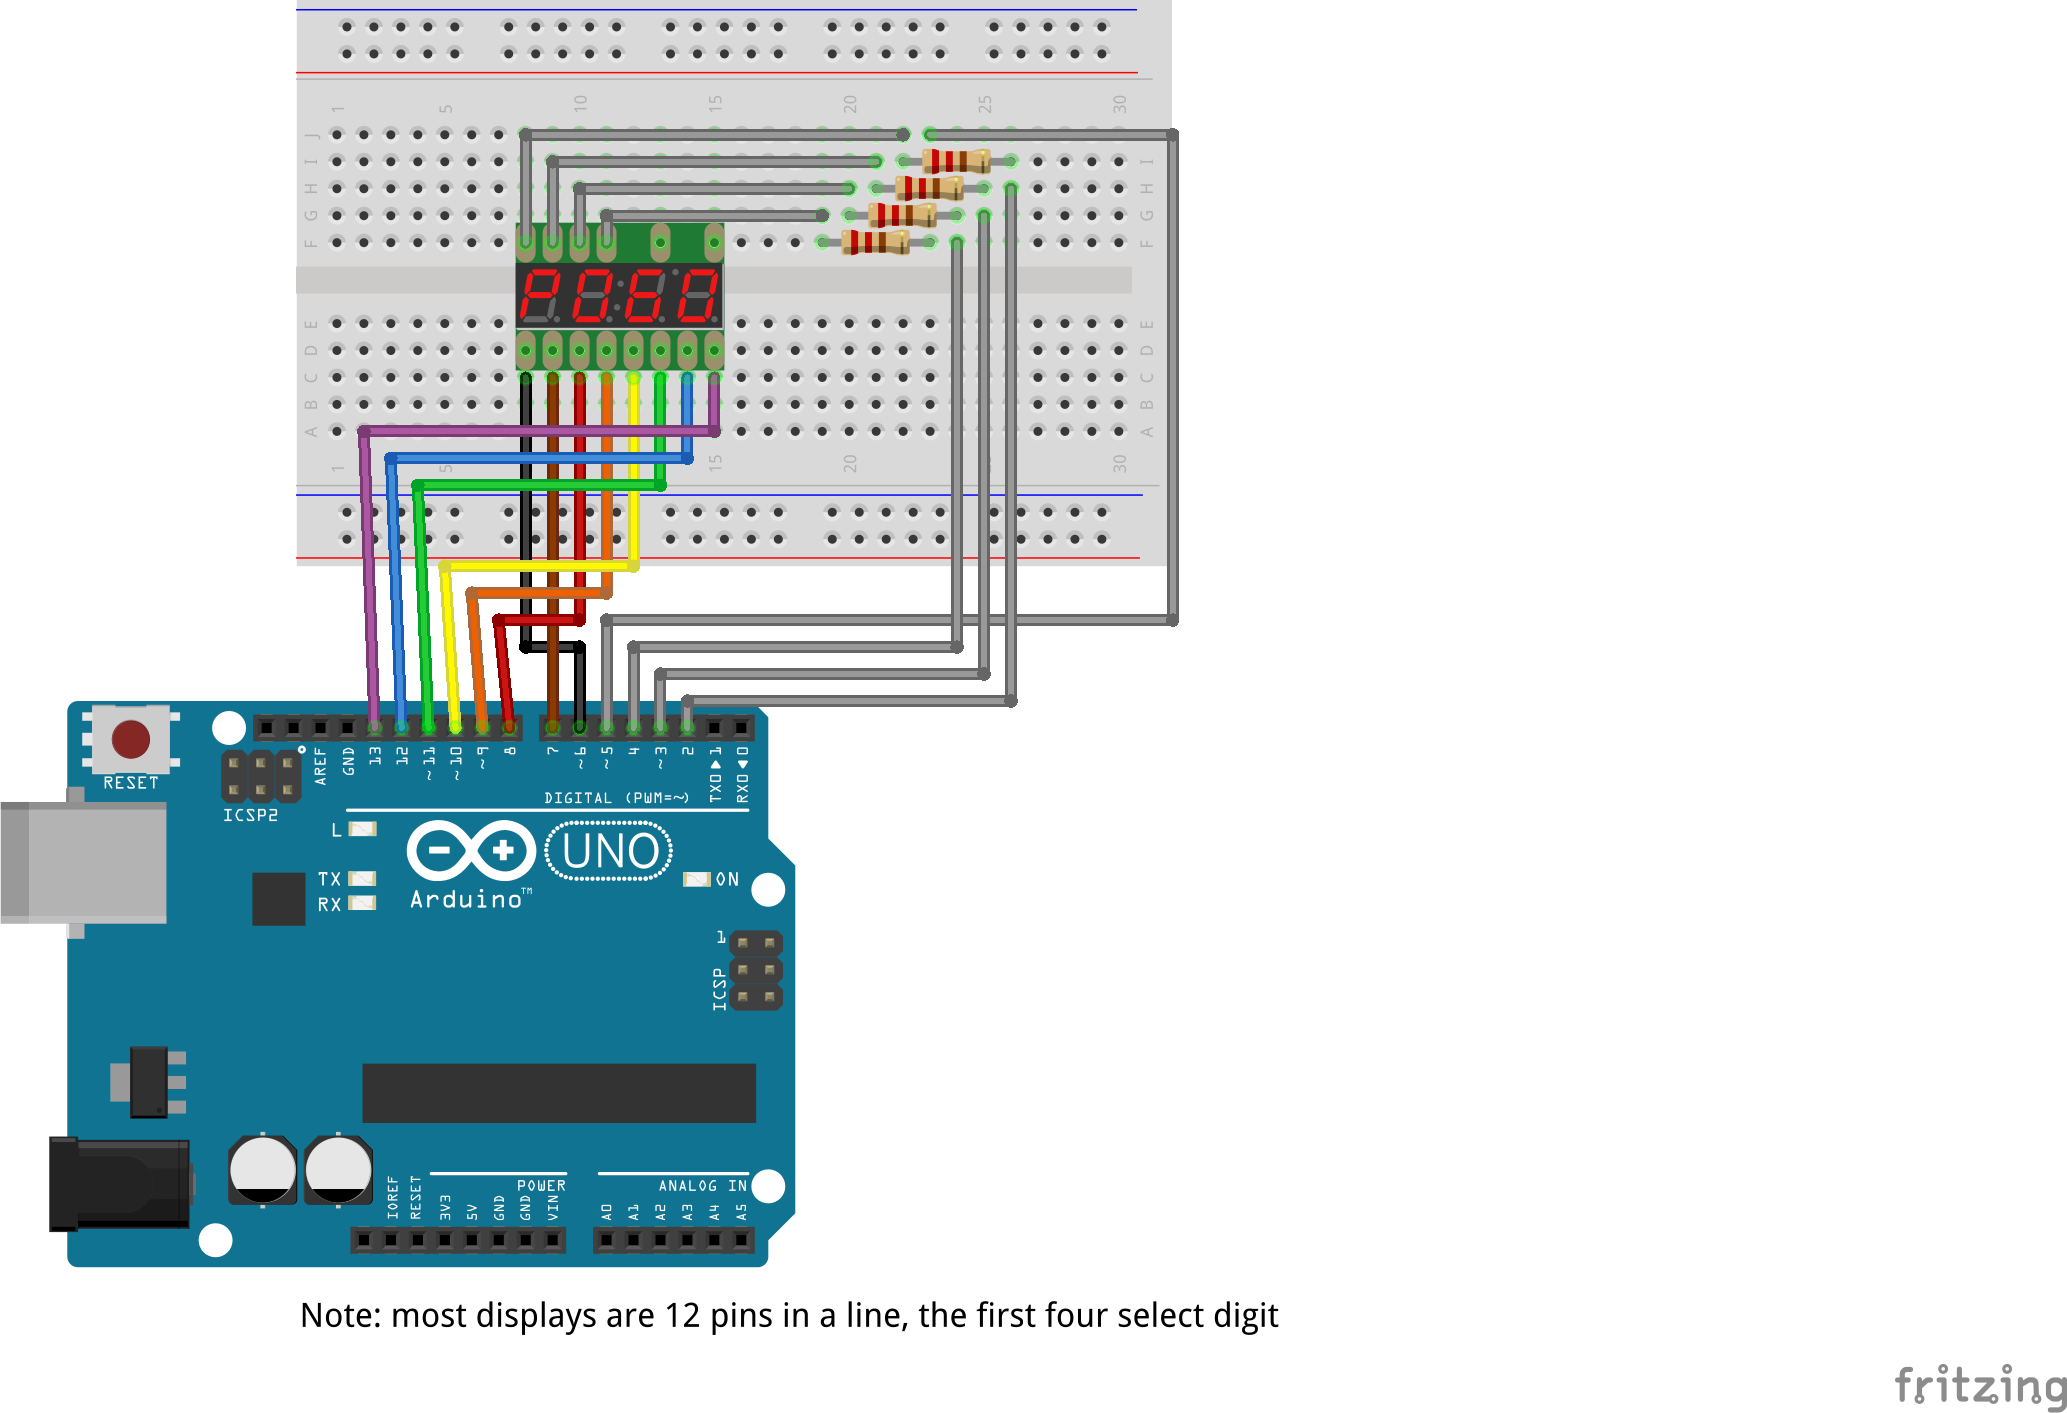 1 5 10 15 20 25 30
J J
I I
H H
G G
F F
E E
D D
C C
B B
A A
1 5 15 20 30
RESET
ICSP2
AREF
GND
13
12
~11
~10
~9
8
7
~6
~5
4
~3
2
TX0▶1
RX0◀0
DIGITAL (PWM=~)
L
TX
RX
UNO
Arduino™
ON
1
ICSP
IOREF
RESET
3V3
5V
GND
GND
VIN
POWER
ANALOG IN
A0
A1
A2
A3
A4
A5
Note: most displays are 12 pins in a line, the first four select digit
fritzing